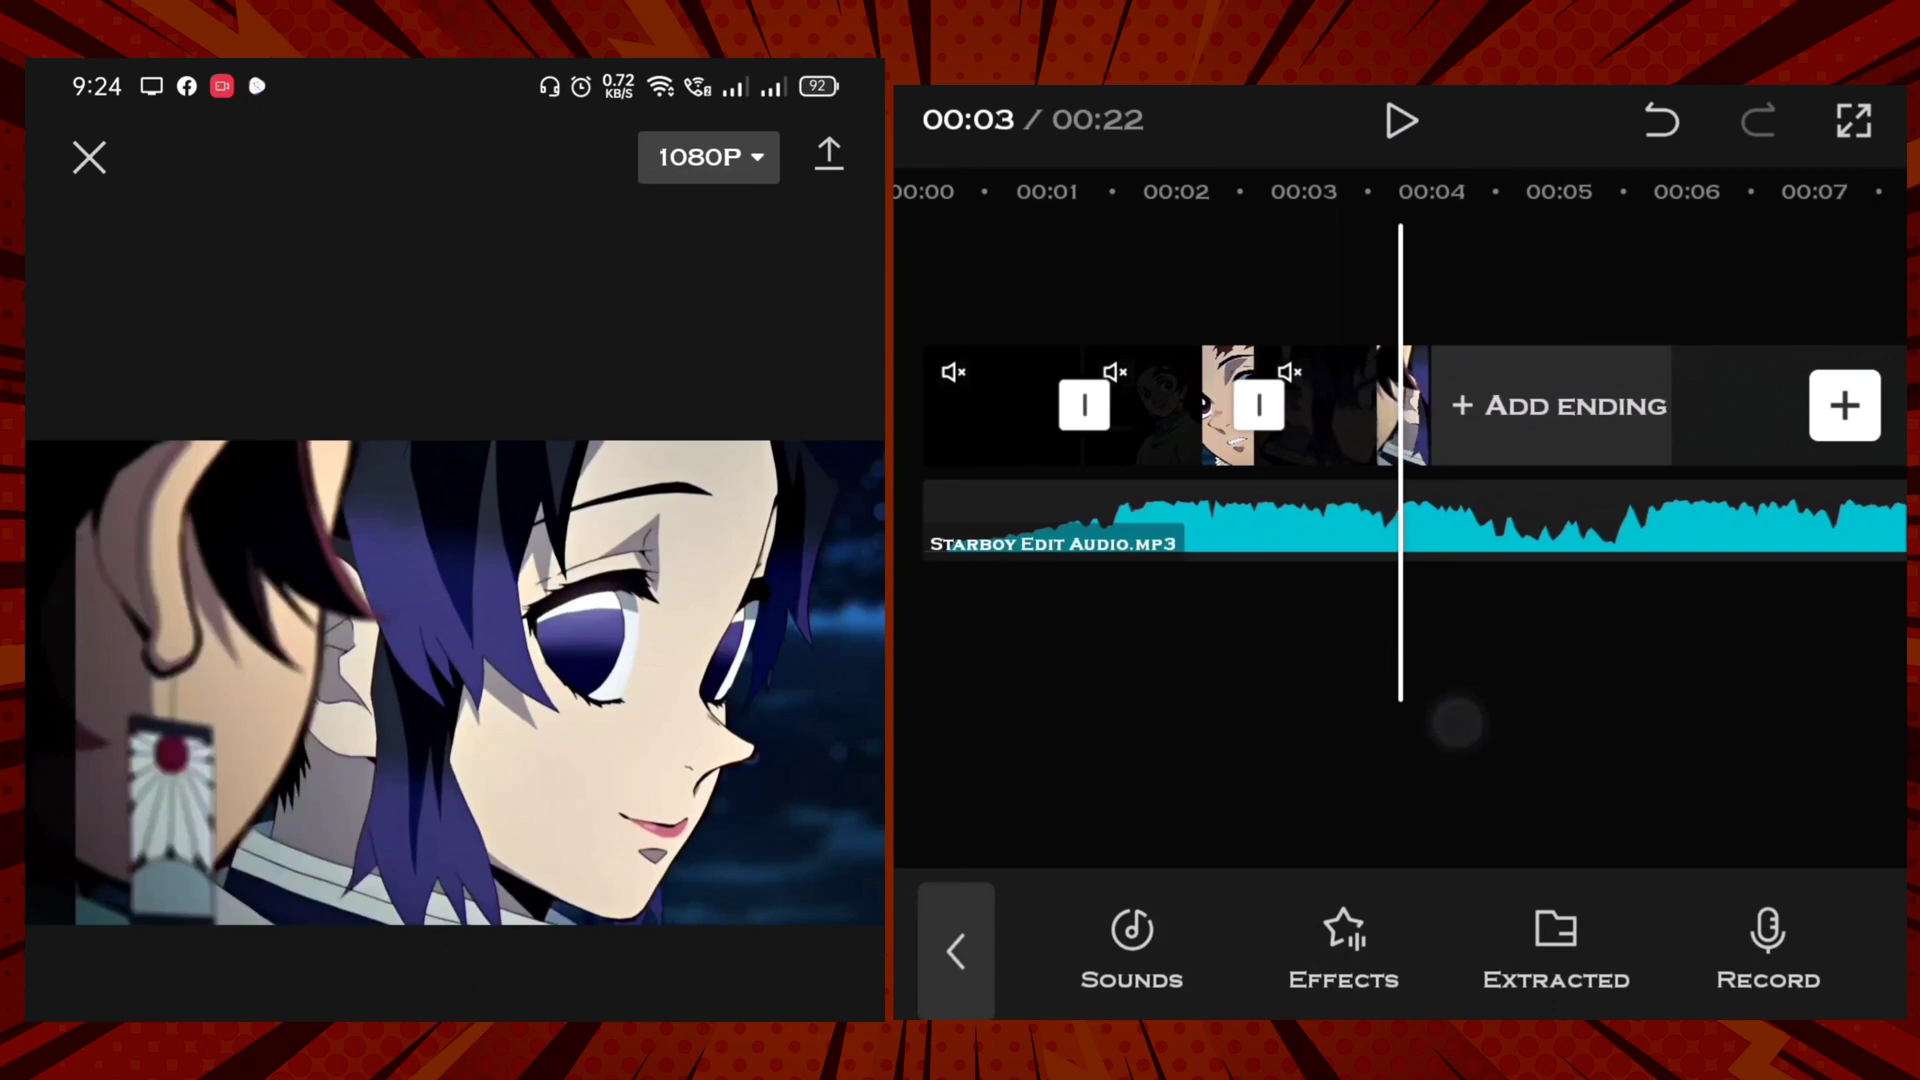 9:24
0.72
KB/S
92
1080P
00:03 / 00:22
00:00 00:01 00:02 00:03 00:04 00:05 00:06 00:07
+ ADD ENDING
STARBOY EDIT AUDIO.MP3
SOUNDS EFFECTS EXTRACTED RECORD